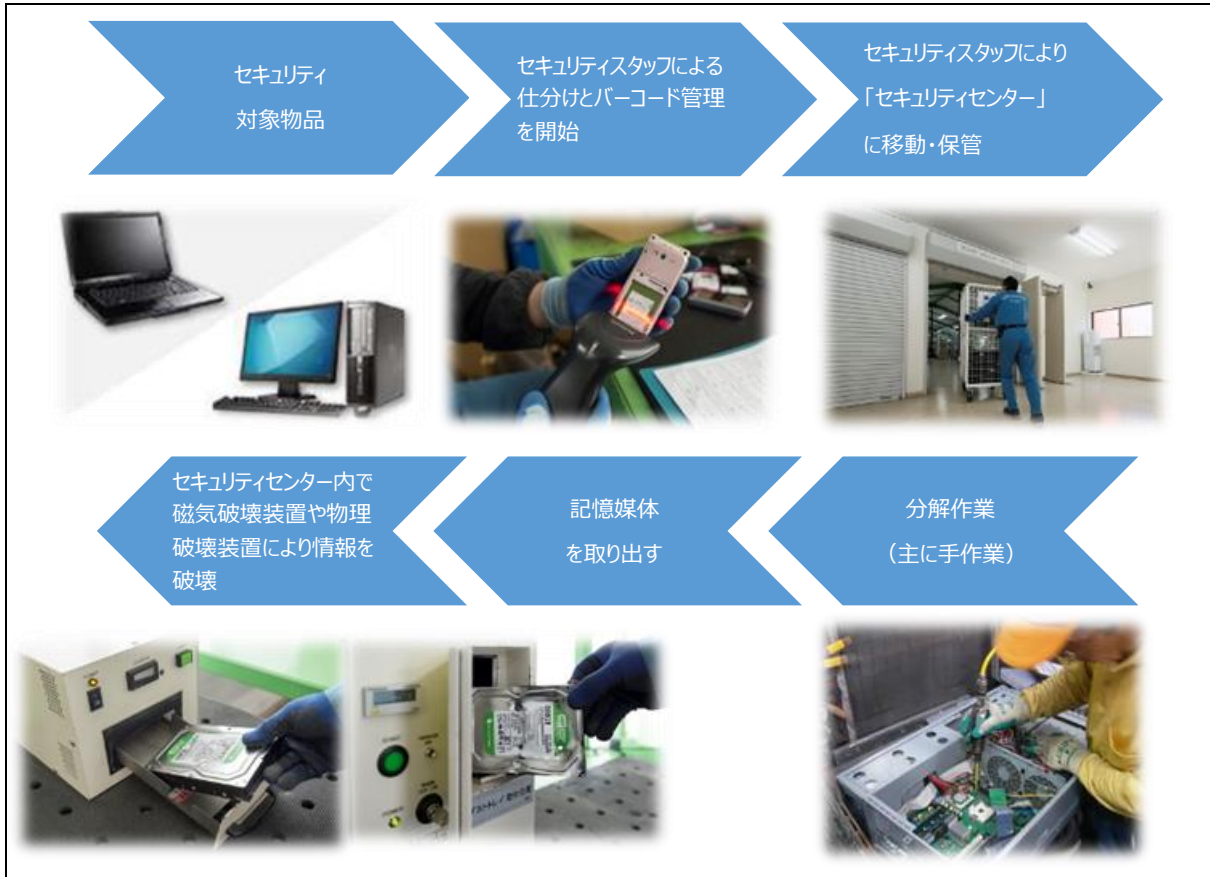 セキュリティ
対象物品
セキュリティスタッフによる
仕分けとバーコード管理
を開始
セキュリティスタッフにより
「セキュリティセンター」
に移動・保管
分解作業
（主に手作業）
記憶媒体
を取り出す
セキュリティセンター内で
磁気破壊装置や物理
破壊装置により情報を
破壊